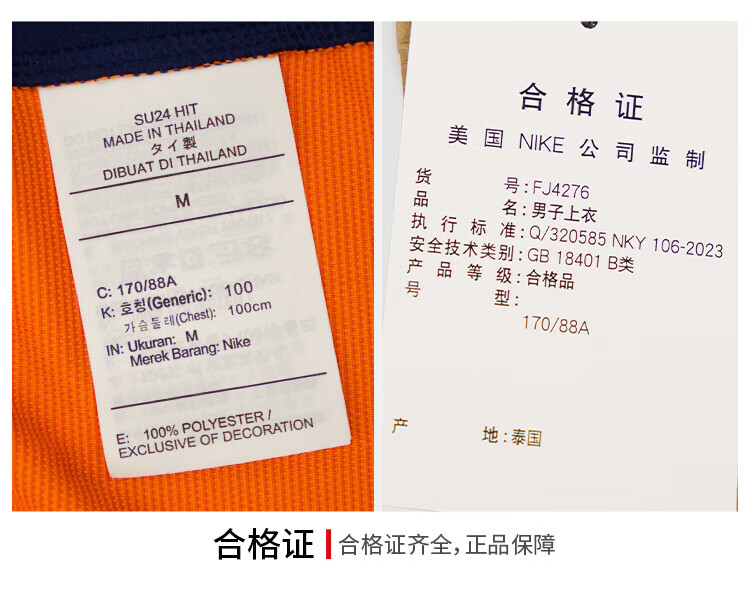 SU24 HIT
MADE IN THAILAND
タイ製
DIBUAT DI THAILAND
M
C: 170/88A
K: 호칭(Generic): 100
가슴둘레(Chest): 100cm
IN: Ukuran: M
Merek Barang: Nike
E: 100% POLYESTER /
EXCLUSIVE OF DECORATION
合格证
美国 NIKE 公司监制
货号:FJ4276
品名:男子上衣
执行标准:Q/320585 NKY 106-2023
安全技术类别:GB 18401 B类
产品等级:合格品
号型:
170/88A
产地:泰国
合格证 合格证齐全,正品保障